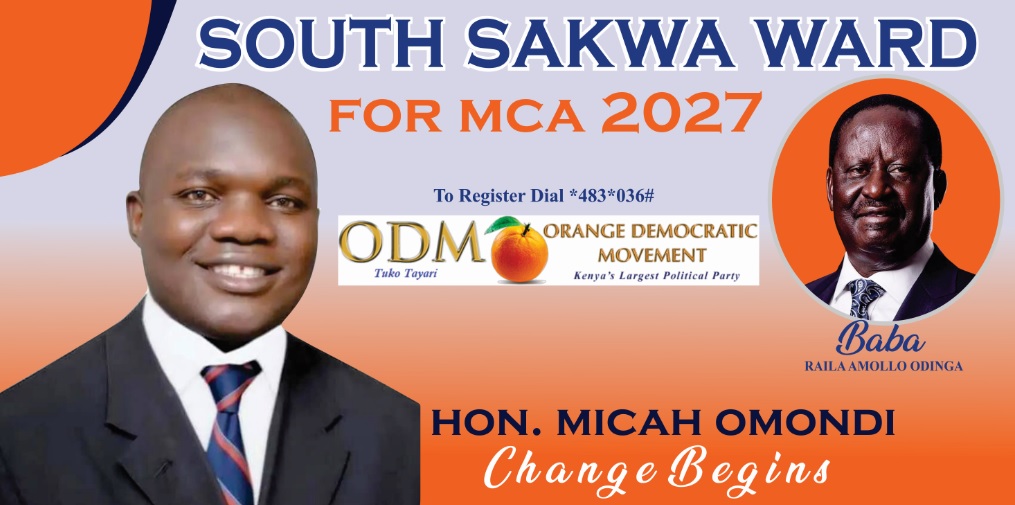 SOUTH SAKWA WARD
FOR MCA 2027
To Register Dial *483*036#
ODM
Tuko Tayari
ORANGE DEMOCRATIC
MOVEMENT
Kenya's Largest Political Party
Baba
RAILA AMOLLO ODINGA
HON. MICAH OMONDI
Change Begins